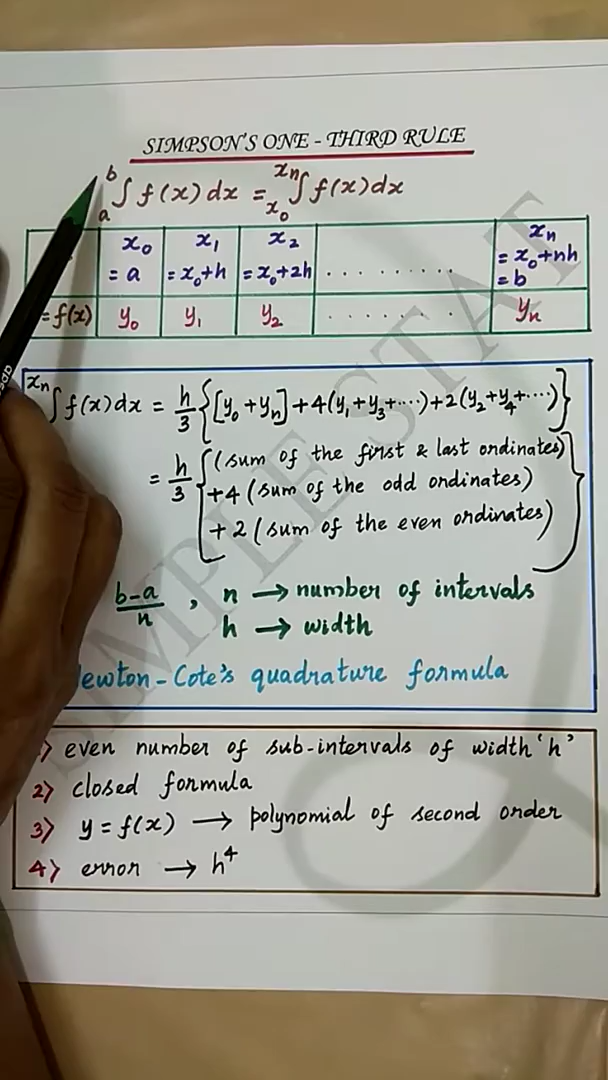 SIMPSON'S ONE - THIRD RULE
b∫a f(x) dx = xn∫x0 f(x) dx
x0 = a | x1 = x0+h | x2 = x0+2h | . . . . . . . . . | xn = x0+nh = b
=f(x) | y0 | y1 | y2 | . . . . . . . . | yn
xn∫ f(x) dx = h/3 {[y0 + yn] + 4(y1+y3+...) + 2(y2+y4+...)}
= h/3 { (sum of the first & last ordinates)
+4 (sum of the odd ordinates)
+ 2 (sum of the even ordinates) }
b-a/n , n → number of intervals
h → width
ewton-Cote's quadrature formula
1) even number of sub-intervals of width 'h'
2) closed formula
3) y = f(x) → polynomial of second order
4) error → h⁴
SIMPLE STAT
apsa